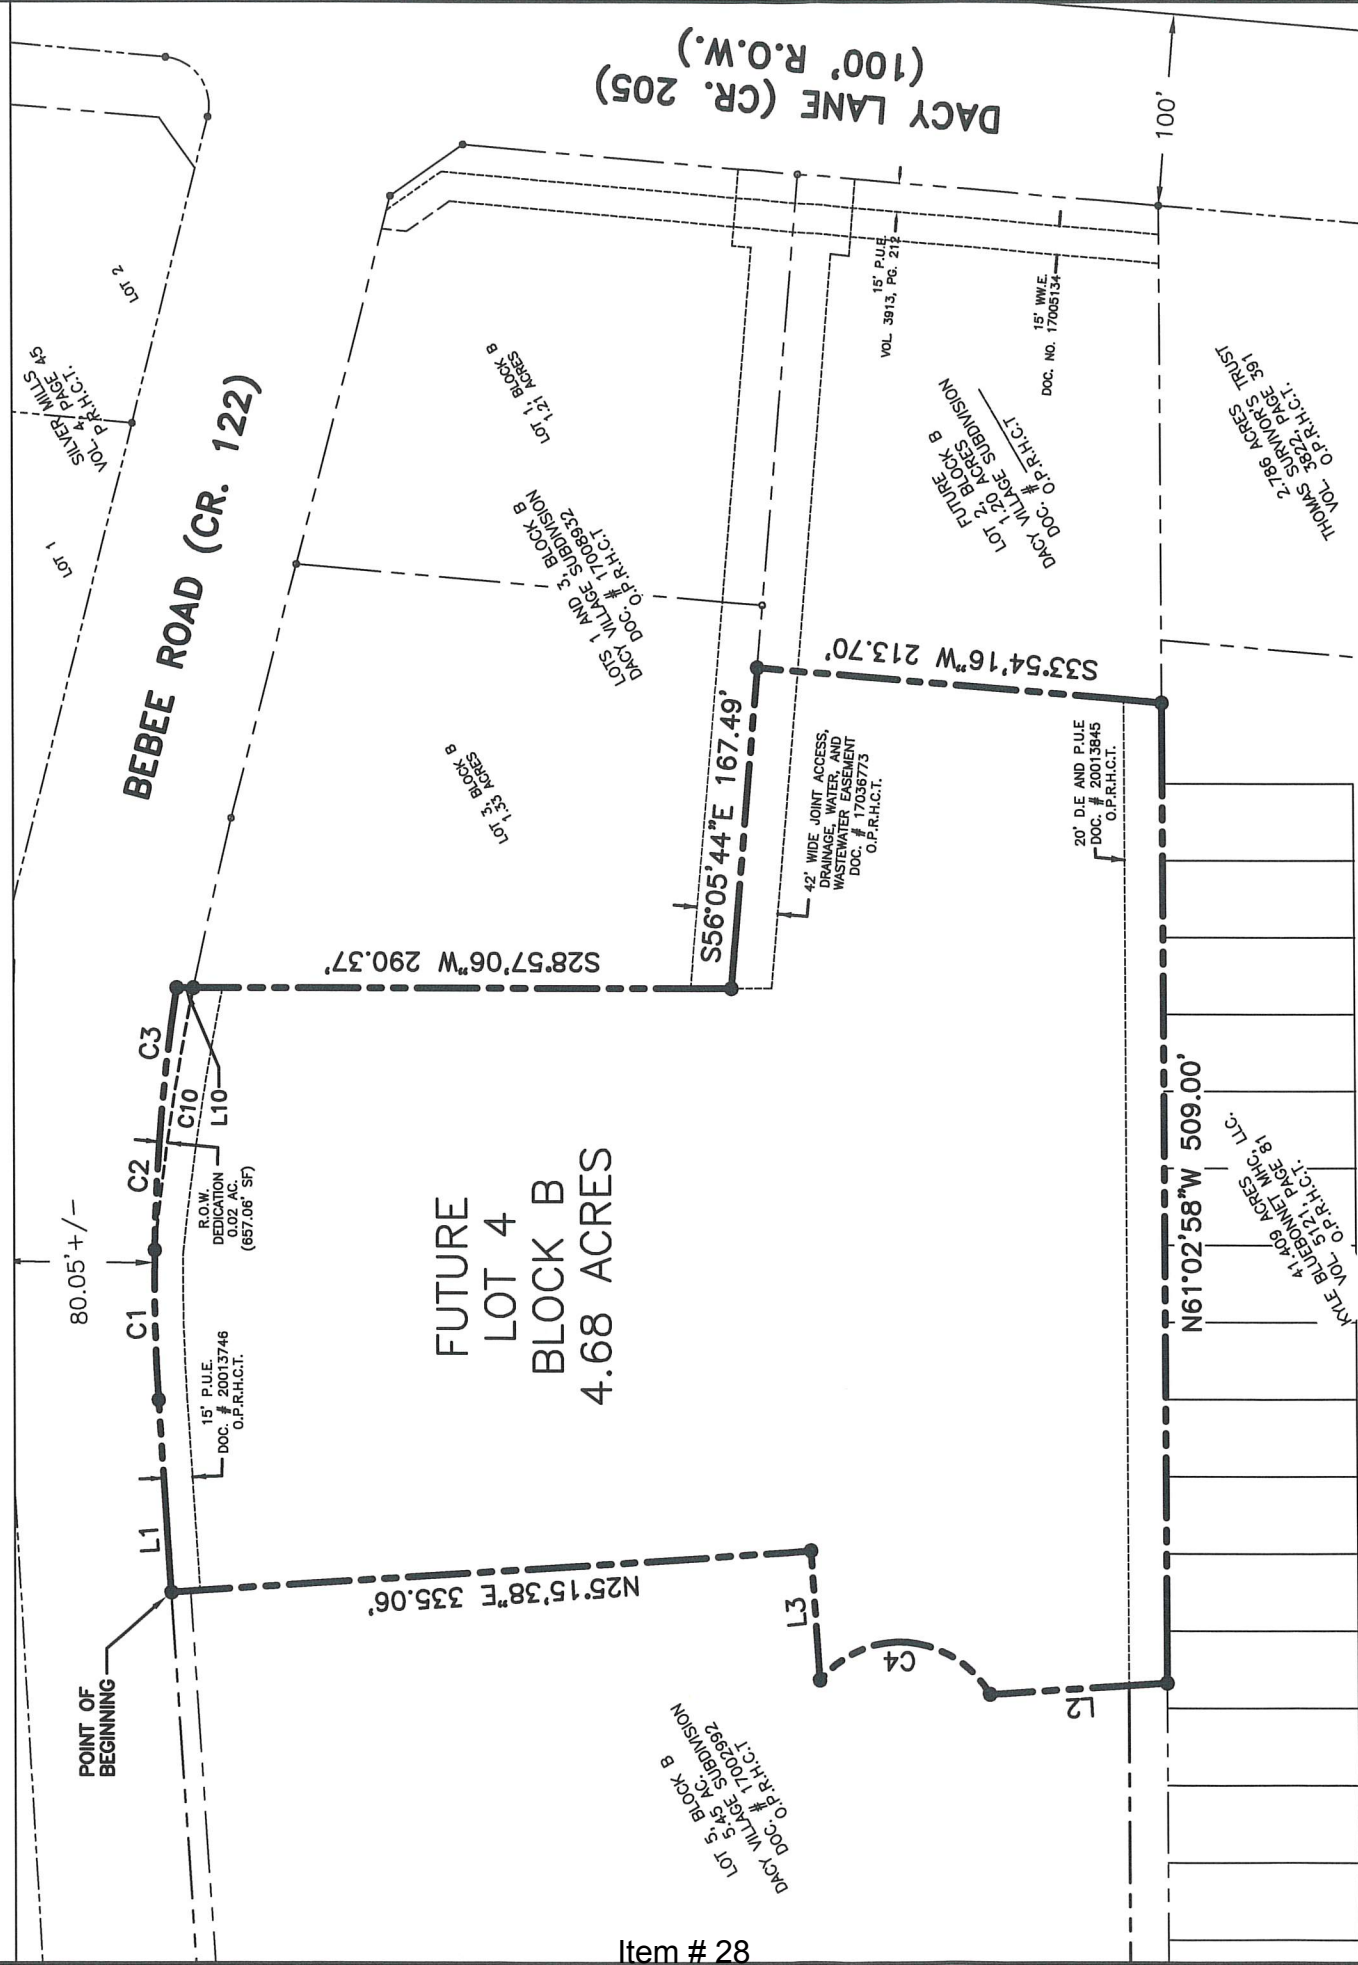 DACY LANE (CR. 205)
(100' R.O.W.)
100'
LOT 2
SILVER MILLS
VOL. 4, PAGE 45
P.R.H.C.T.
LOT 1
BEBEE ROAD (CR. 122)
LOT 1, BLOCK B
1.21 ACRES
15' P.U.E.
VOL 3913, PG. 212
15' WW.E.
DOC. NO. 17005134
FUTURE
LOT 2, BLOCK B
1.20 ACRES
DACY VILLAGE SUBDIVISION
DOC. # O.P.R.H.C.T
2.786 ACRES
THOMAS SURVIVOR'S TRUST
VOL. 3822, PAGE 391
O.P.R.H.C.T.
LOTS 1 AND 3, BLOCK B
DACY VILLAGE SUBDIVISION
DOC. # 17008932
O.P.R.H.C.T
LOT 3, BLOCK B
1.33 ACRES
S33°54'16"W 213.70'
S56°05'44"E 167.49'
42' WIDE JOINT ACCESS,
DRAINAGE, WATER, AND
WASTEWATER EASEMENT
DOC. # 17036773
O.P.R.H.C.T.
20' D.E AND P.U.E
DOC. # 20013845
O.P.R.H.C.T.
S28°57'06"W 290.37'
C3
C10
L10
C2
R.O.W.
DEDICATION
0.02 AC.
(657.06' SF)
80.05'+/-
C1
15' P.U.E.
DOC. # 20013746
O.P.R.H.C.T.
L1
FUTURE
LOT 4
BLOCK B
4.68 ACRES
N61°02'58"W 509.00'
41.409 ACRES
KYLE BLUEBONNET MHC, LLC.
VOL. 5121, PAGE 81
O.P.R.H.C.T.
N25°15'38"E 335.06'
L3
C4
L2
POINT OF
BEGINNING
LOT 5, BLOCK B
5.45 AC.
DACY VILLAGE SUBDIVISION
DOC. # 17002992
O.P.R.H.C.T
Item # 28